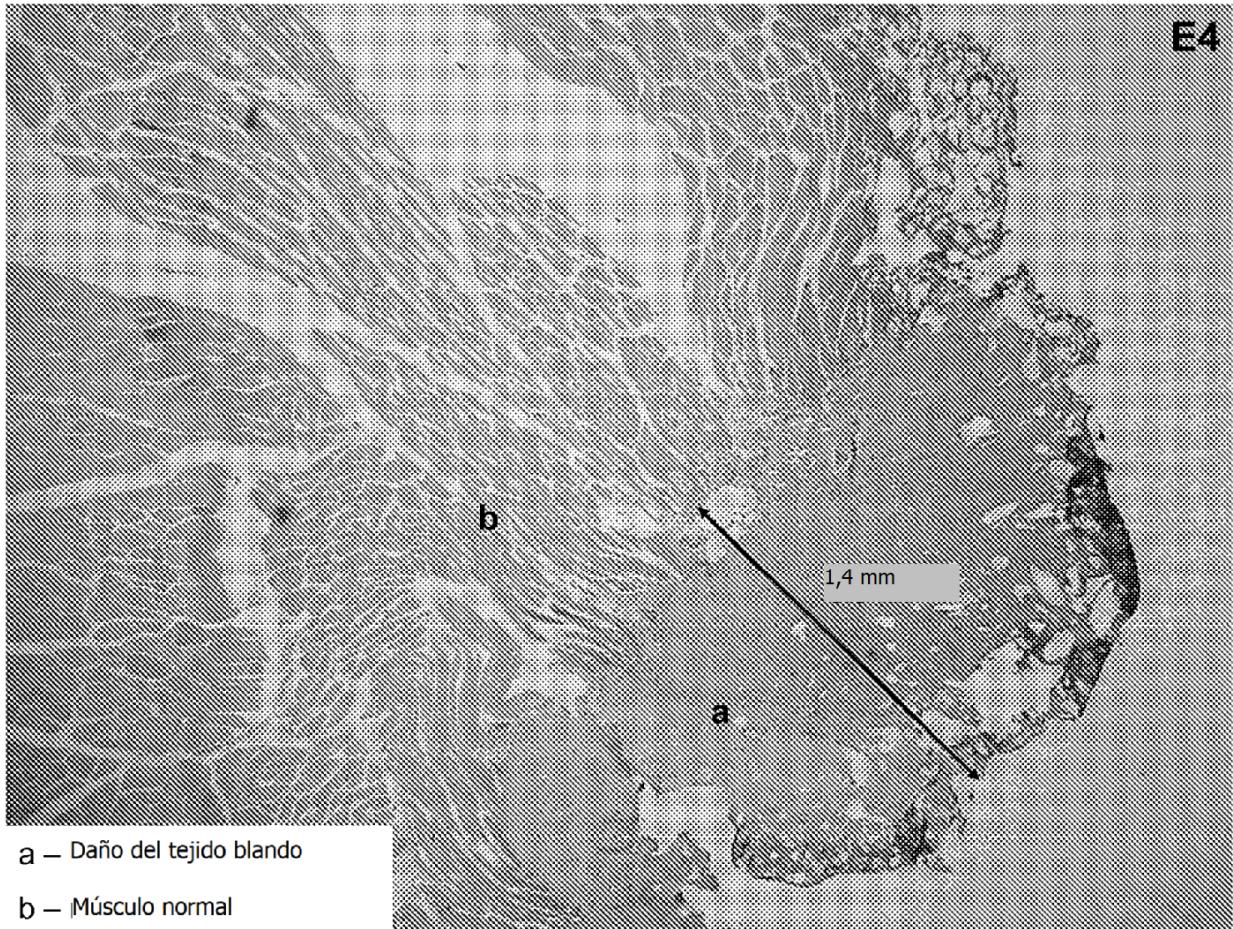 E4
b
1,4 mm
a
a – Daño del tejido blando
b – Músculo normal